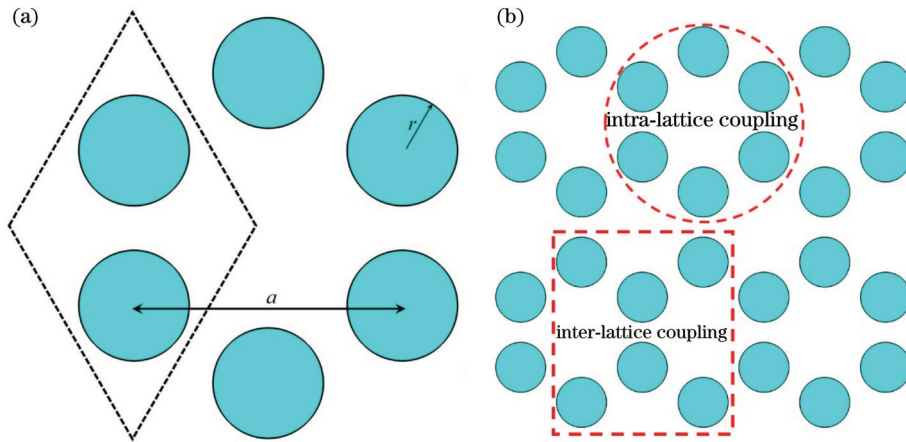 (a)
r
a
(b)
intra-lattice coupling
inter-lattice coupling